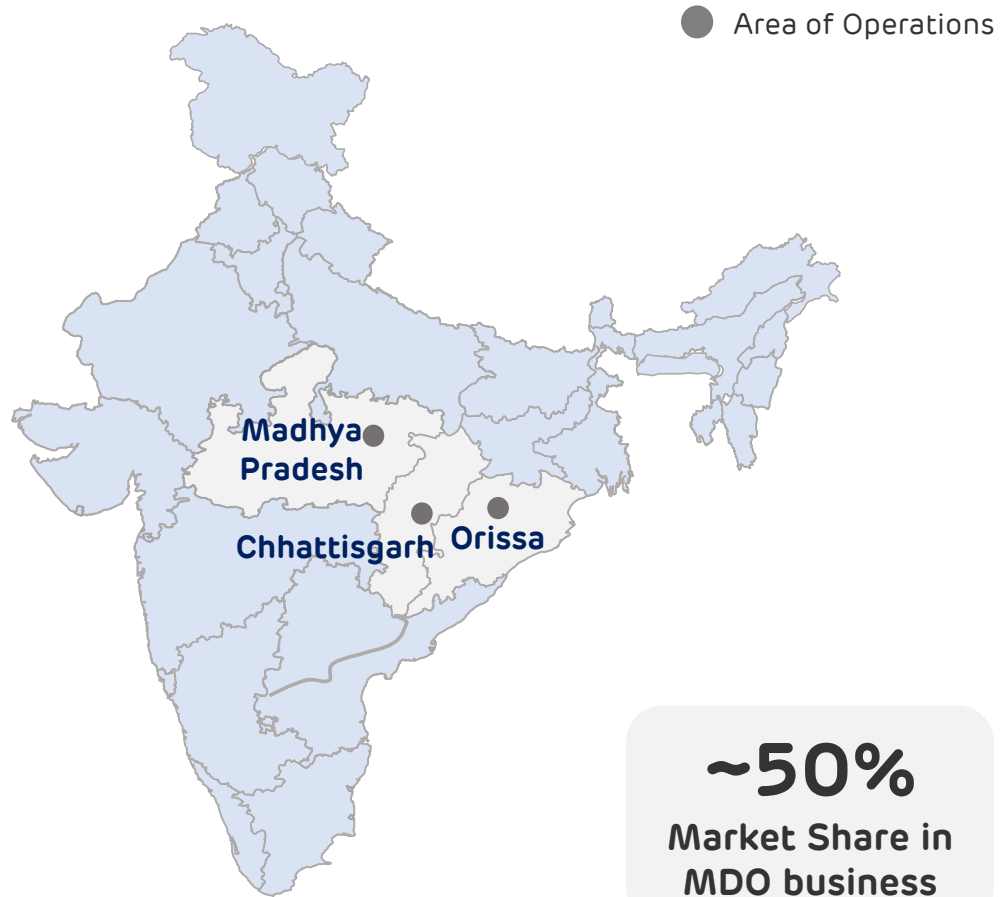 Area of Operations
Madhya
Pradesh
Chhattisgarh
Orissa
~50%
Market Share in
MDO business